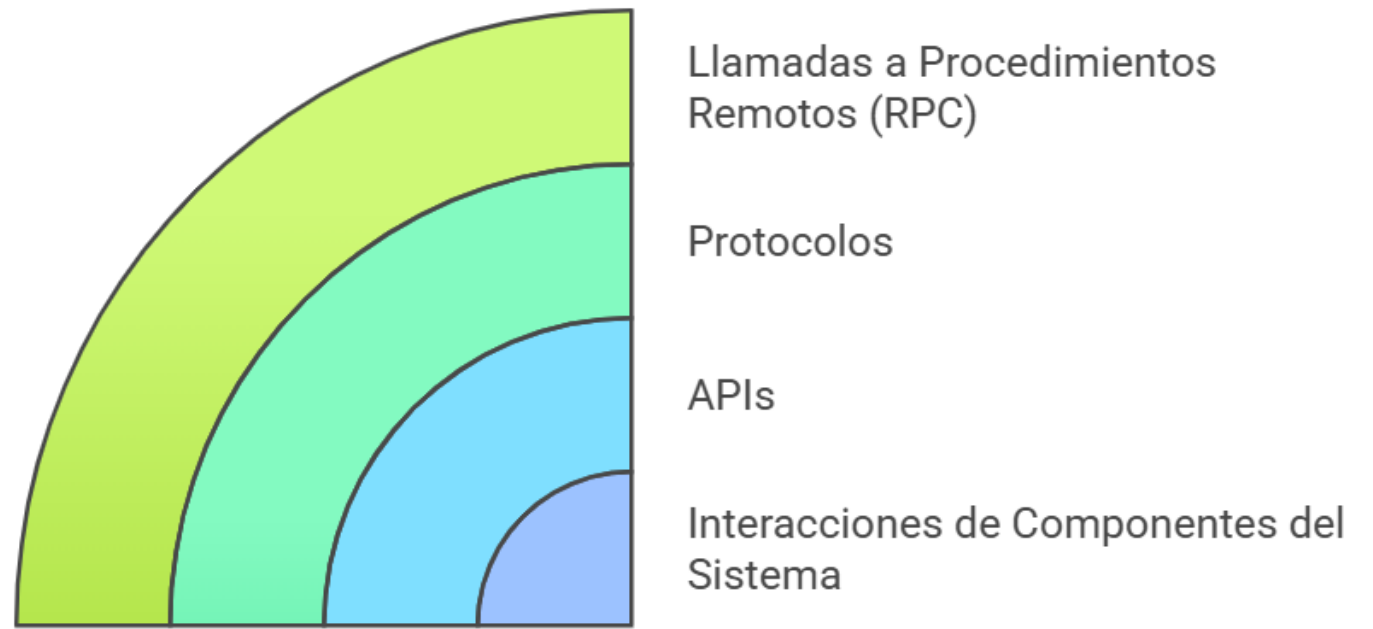 Llamadas a Procedimientos
Remotos (RPC)
Protocolos
APIs
Interacciones de Componentes del
Sistema